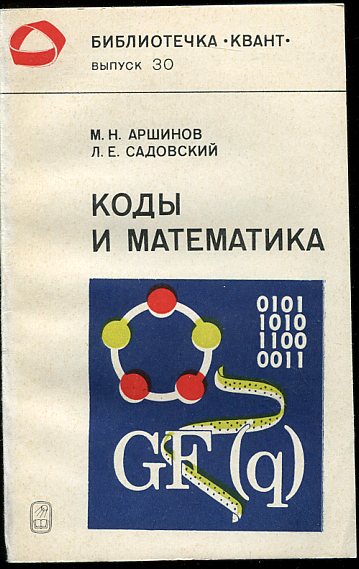 БИБЛИОТЕЧКА •КВАНТ•
ВЫПУСК 30
М. Н. АРШИНОВ
Л. Е. САДОВСКИЙ
КОДЫ
И МАТЕМАТИКА
0101
1010
1100
0011
GF (q)